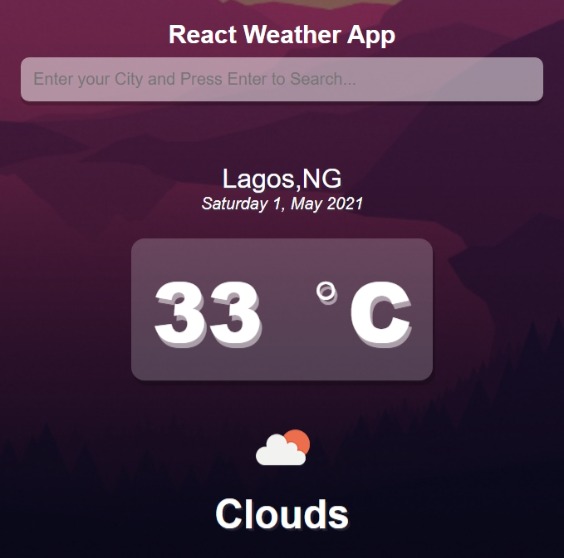 React Weather App
Enter your City and Press Enter to Search...
Lagos,NG
Saturday 1, May 2021
33 °C
Clouds